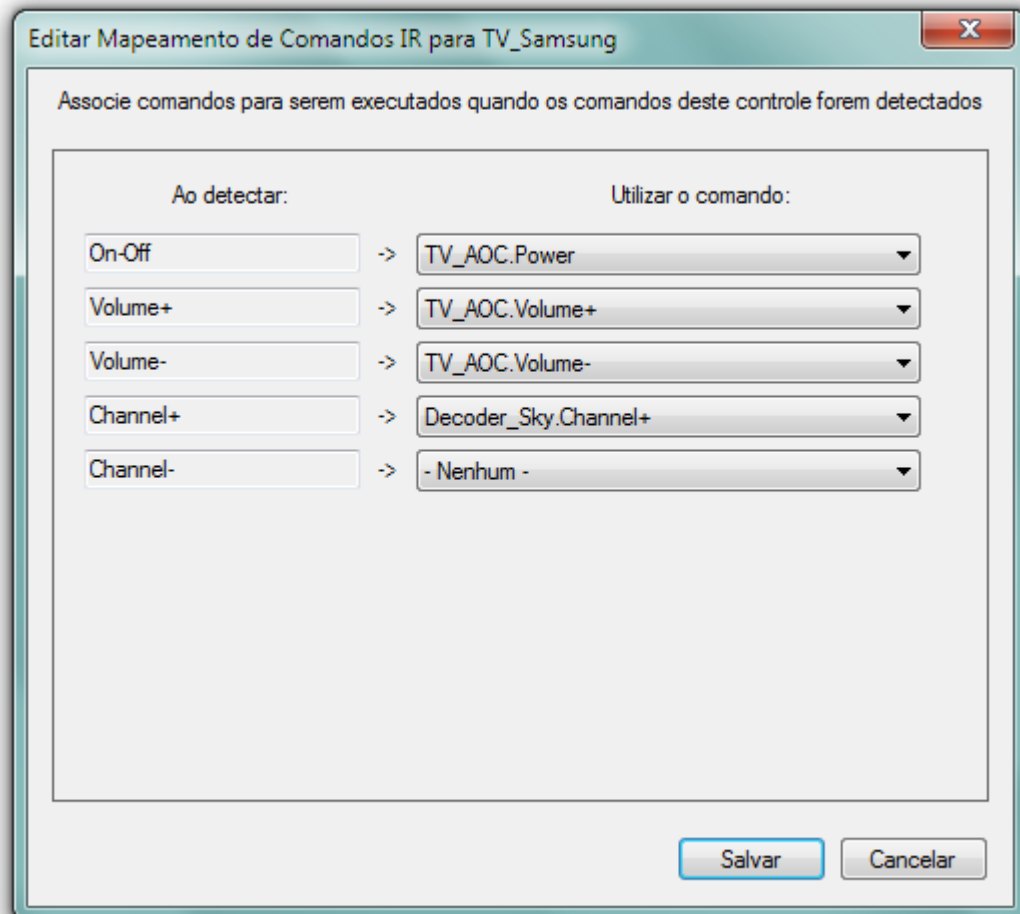 Editar Mapeamento de Comandos IR para TV_Samsung
Associe comandos para serem executados quando os comandos deste controle forem detectados
Ao detectar: Utilizar o comando:
On-Off -> TV_AOC.Power
Volume+ -> TV_AOC.Volume+
Volume- -> TV_AOC.Volume-
Channel+ -> Decoder_Sky.Channel+
Channel- -> - Nenhum -
Salvar Cancelar